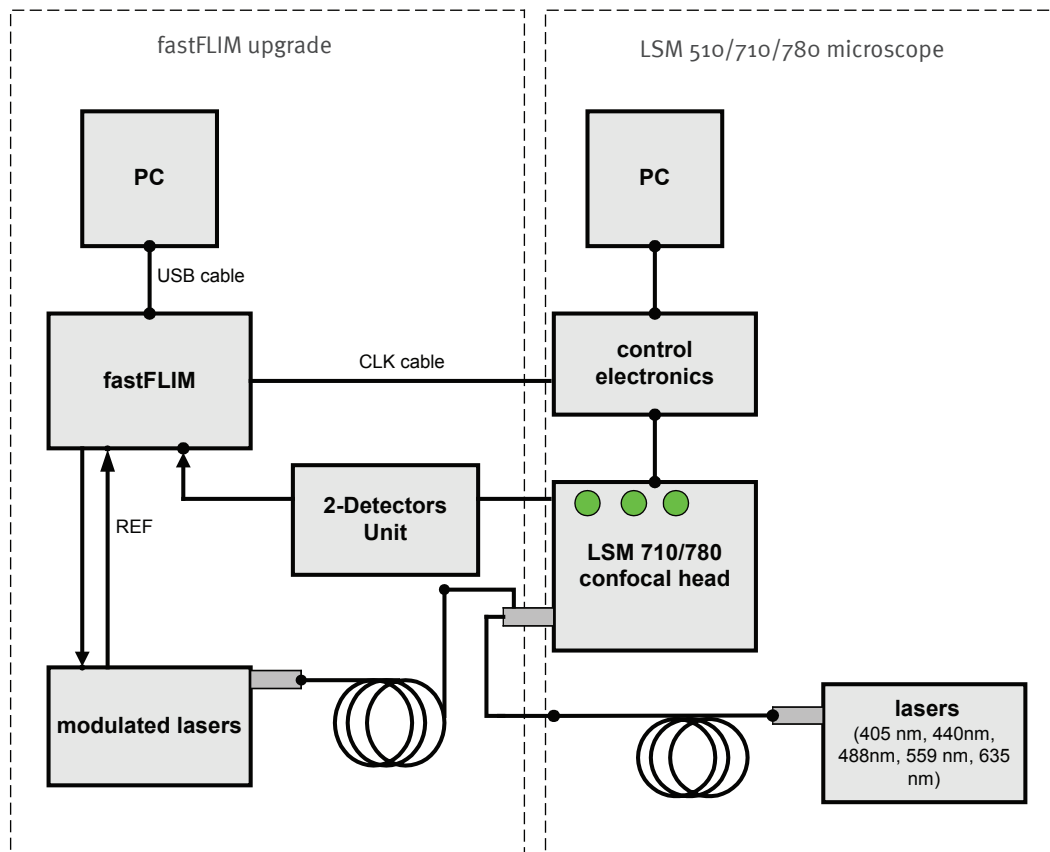 fastFLIM upgrade
LSM 510/710/780 microscope
PC
PC
USB cable
fastFLIM
CLK cable
control
electronics
2-Detectors
Unit
REF
LSM 710/780
confocal head
modulated lasers
lasers
(405 nm, 440nm,
488nm, 559 nm, 635
nm)